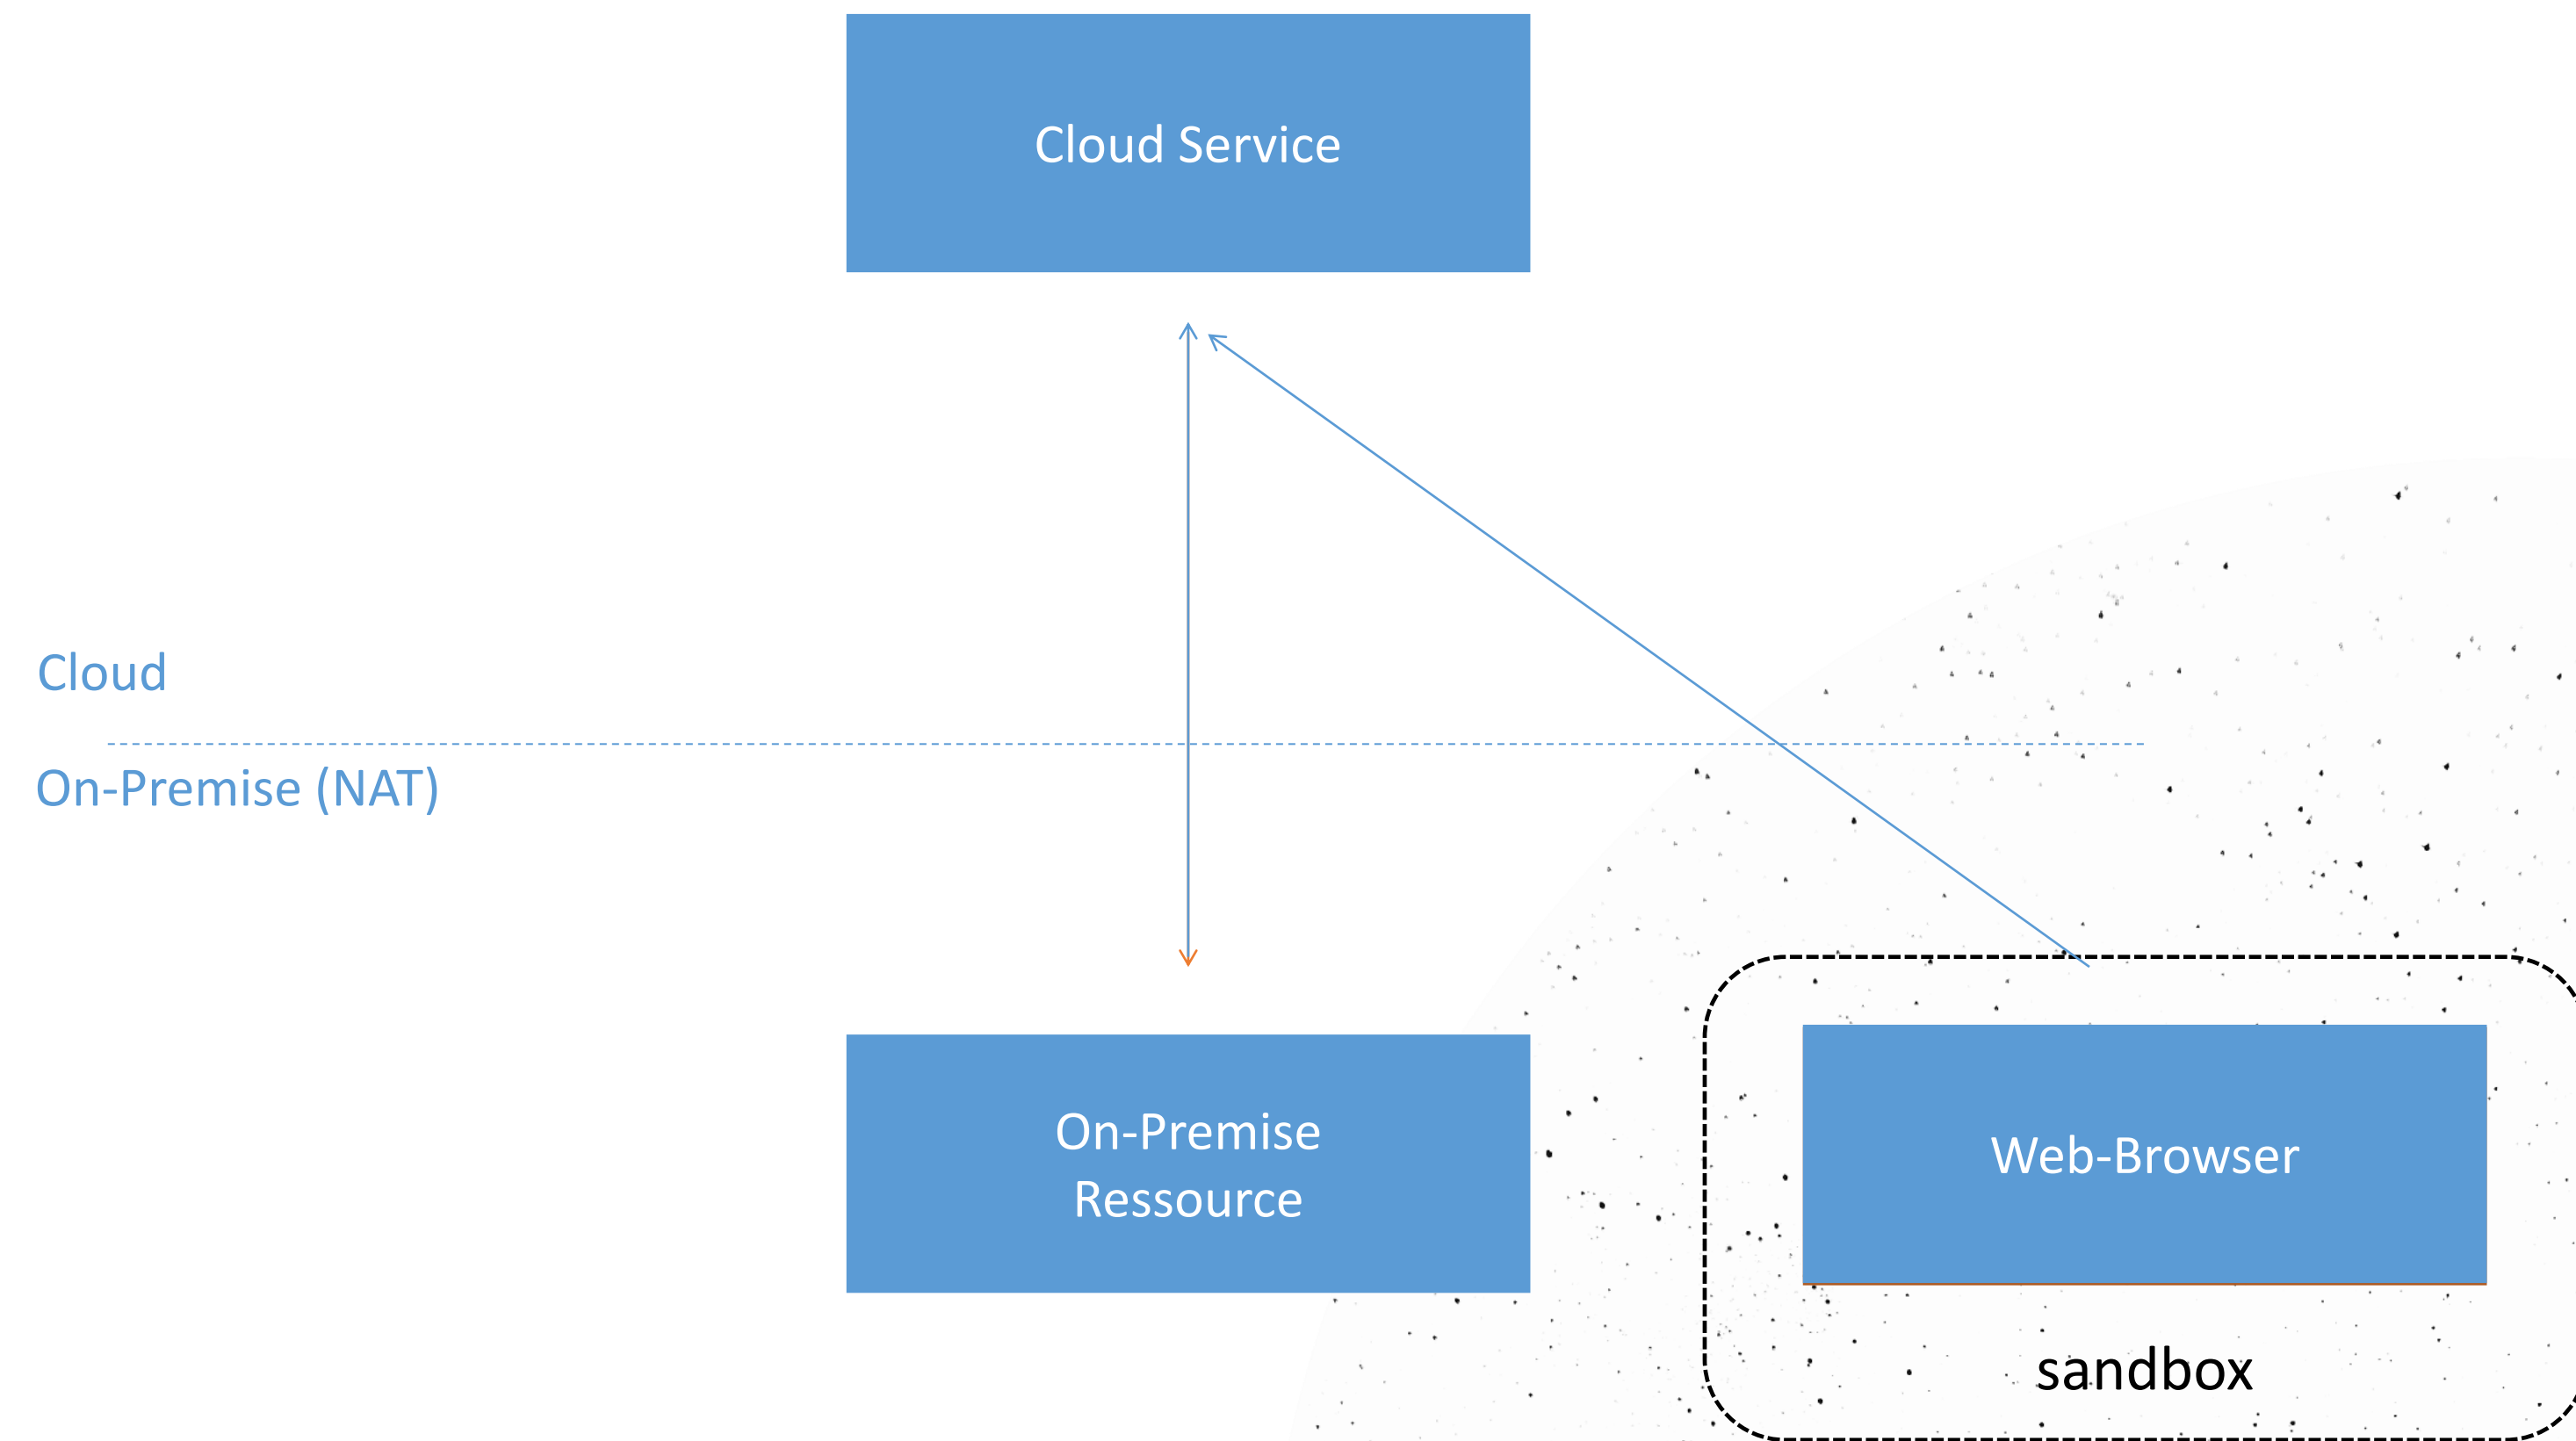 Cloud Service
Cloud
On-Premise (NAT)
On-Premise
Ressource
Web-Browser
sandbox